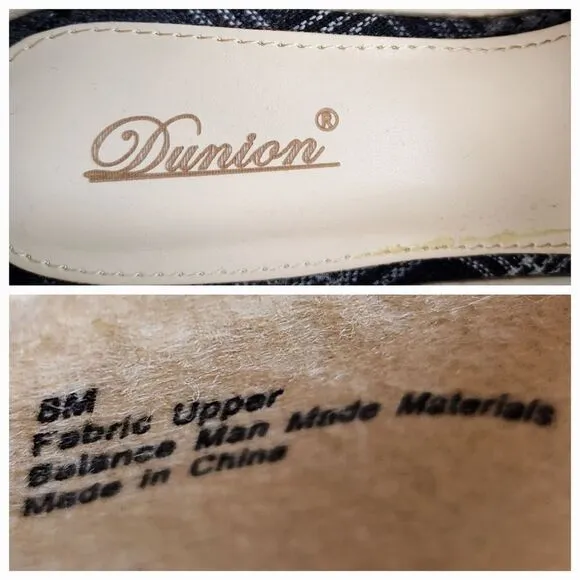 Dunion®
8M
Fabric Upper
Balance Man Made Materials
Made in China